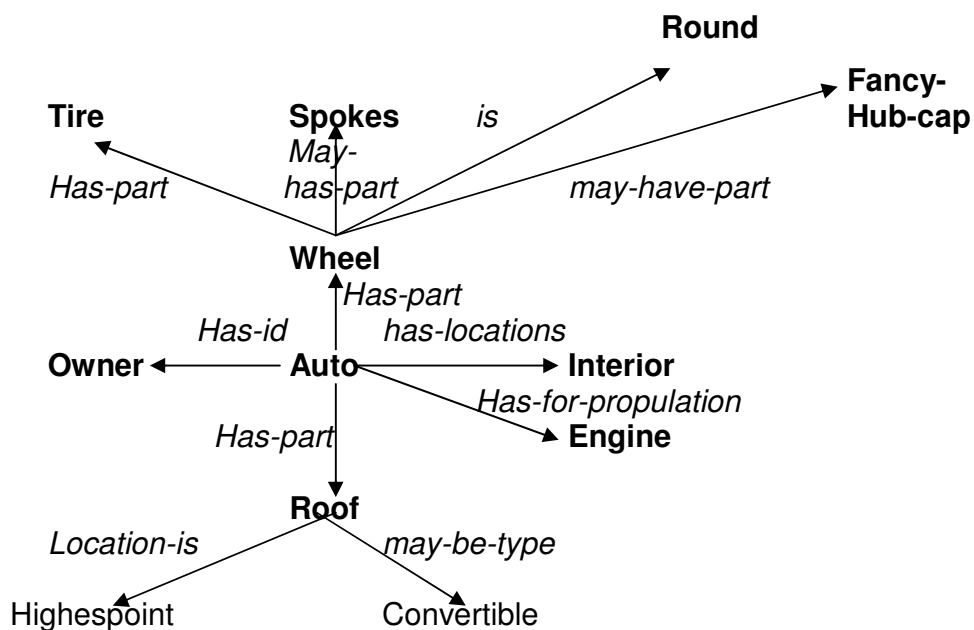 Round
Fancy-
Hub-cap
Tire
Spokes
is
May-
has-part
Has-part
may-have-part
Wheel
Has-part
Has-id
has-locations
Owner
Auto
Interior
Has-for-propulation
Has-part
Engine
Roof
Location-is
may-be-type
Highespoint
Convertible